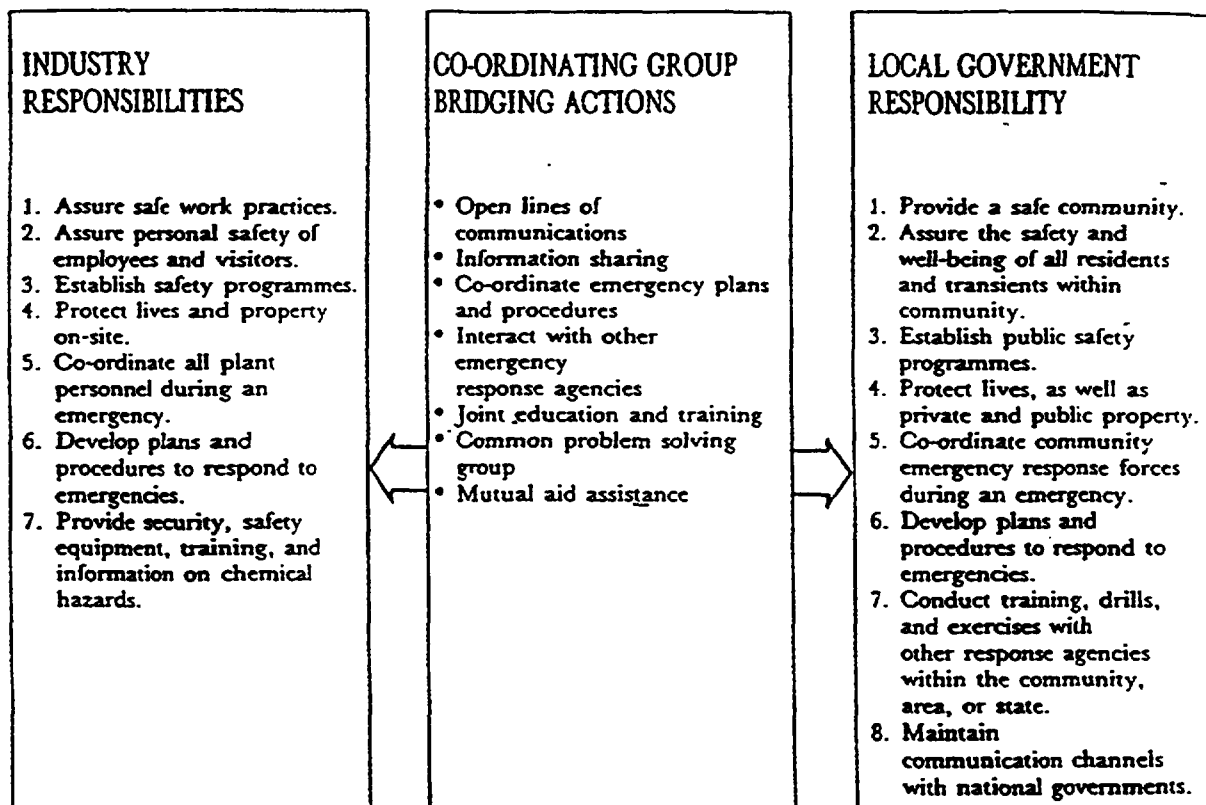 INDUSTRY
RESPONSIBILITIES
1. Assure safe work practices.
2. Assure personal safety of
employees and visitors.
3. Establish safety programmes.
4. Protect lives and property
on-site.
5. Co-ordinate all plant
personnel during an
emergency.
6. Develop plans and
procedures to respond to
emergencies.
7. Provide security, safety
equipment, training, and
information on chemical
hazards.
CO-ORDINATING GROUP
BRIDGING ACTIONS
• Open lines of
communications
• Information sharing
• Co-ordinate emergency plans
and procedures
• Interact with other
emergency
response agencies
• Joint education and training
• Common problem solving
group
• Mutual aid assistance
LOCAL GOVERNMENT
RESPONSIBILITY
1. Provide a safe community.
2. Assure the safety and
well-being of all residents
and transients within
community.
3. Establish public safety
programmes.
4. Protect lives, as well as
private and public property.
5. Co-ordinate community
emergency response forces
during an emergency.
6. Develop plans and
procedures to respond to
emergencies.
7. Conduct training, drills,
and exercises with
other response agencies
within the community,
area, or state.
8. Maintain
communication channels
with national governments.